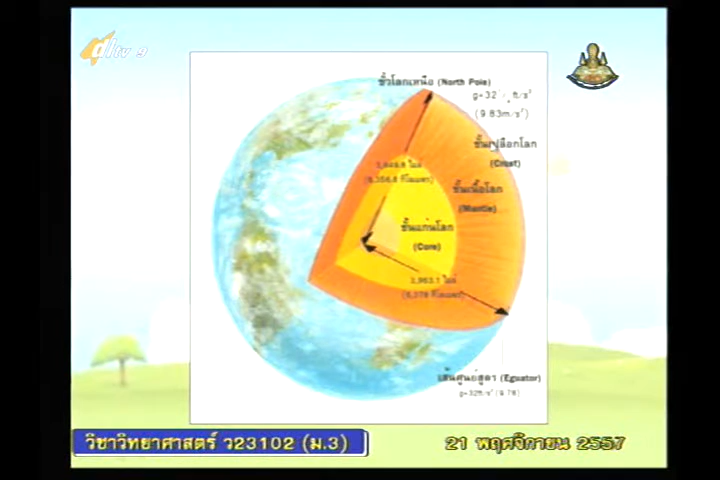 dltv 9
ขั้วโลกเหนือ (North Pole)
(9.83m/s²)
ชั้นเปลือกโลก
(Crust)
ชั้นเนื้อโลก
(Mantle)
ชั้นแก่นโลก
(Core)
เส้นศูนย์สูตร (Equator)
วิชาวิทยาศาสตร์ ว23102 (ม.3)
21 พฤศจิกายน 2557